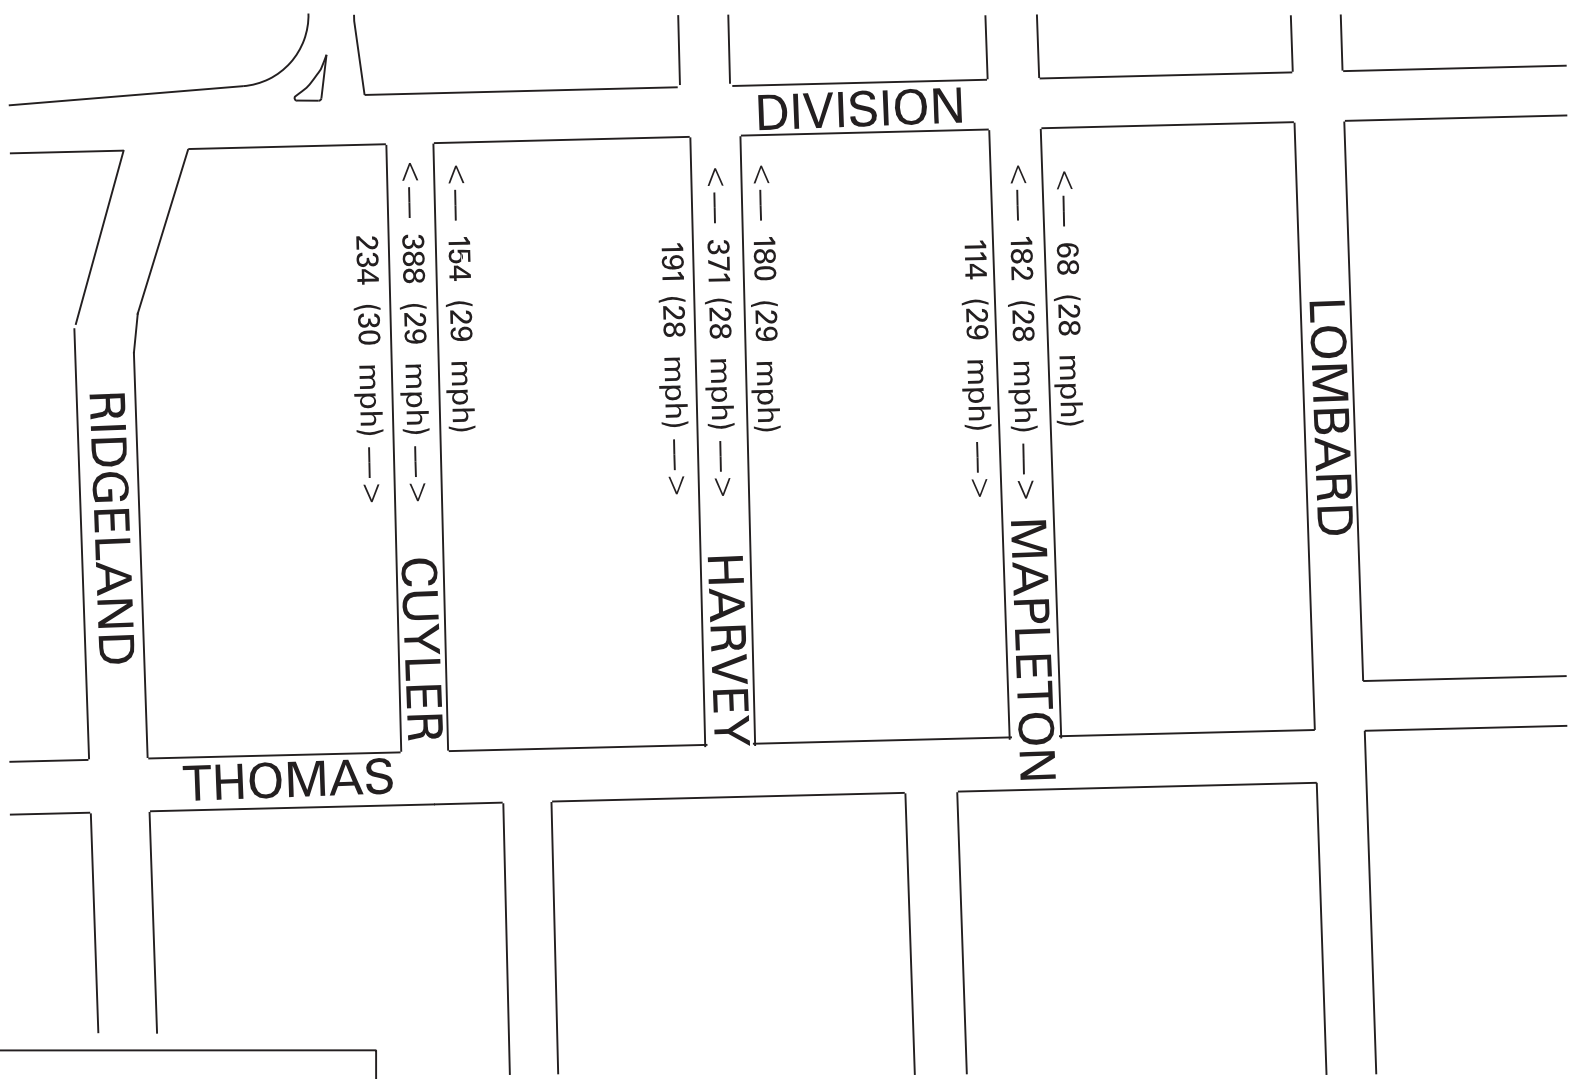 DIVISION
<— 154 (29 mph)
<— 388 (29 mph) —>
234 (30 mph) —>
<— 180 (29 mph)
<— 371 (28 mph) —>
191 (28 mph) —>
<— 68 (28 mph)
<— 182 (28 mph) —>
114 (29 mph) —>
RIDGELAND
CUYLER
HARVEY
MAPLETON
LOMBARD
THOMAS